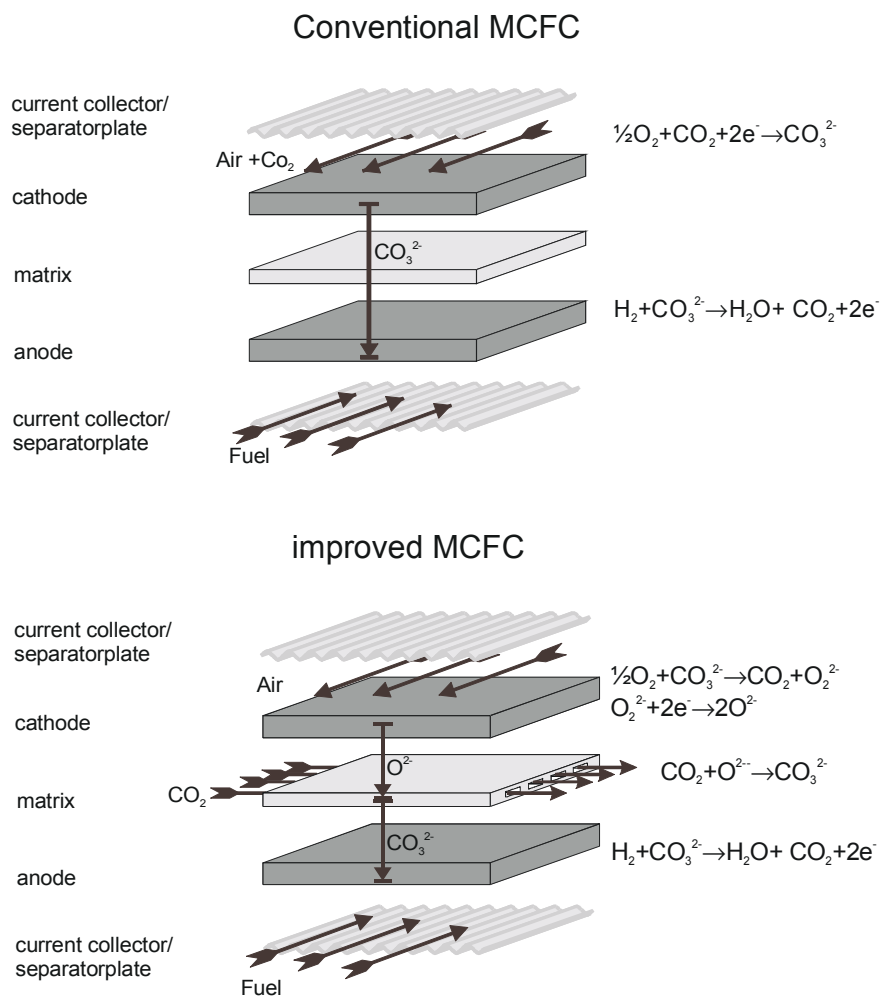 Conventional MCFC
current collector/
separatorplate
½O₂+CO₂+2e⁻→CO₃²⁻
Air +Co₂
cathode
CO₃²⁻
matrix
H₂+CO₃²⁻→H₂O+ CO₂+2e⁻
anode
current collector/
separatorplate
Fuel
improved MCFC
current collector/
separatorplate
Air
½O₂+CO₃²⁻→CO₂+O₂²⁻
O₂²⁻+2e⁻→2O²⁻
cathode
O²⁻
CO₂+O²⁻⁻→CO₃²⁻
CO₂
matrix
CO₃²⁻
H₂+CO₃²⁻→H₂O+ CO₂+2e⁻
anode
current collector/
separatorplate
Fuel